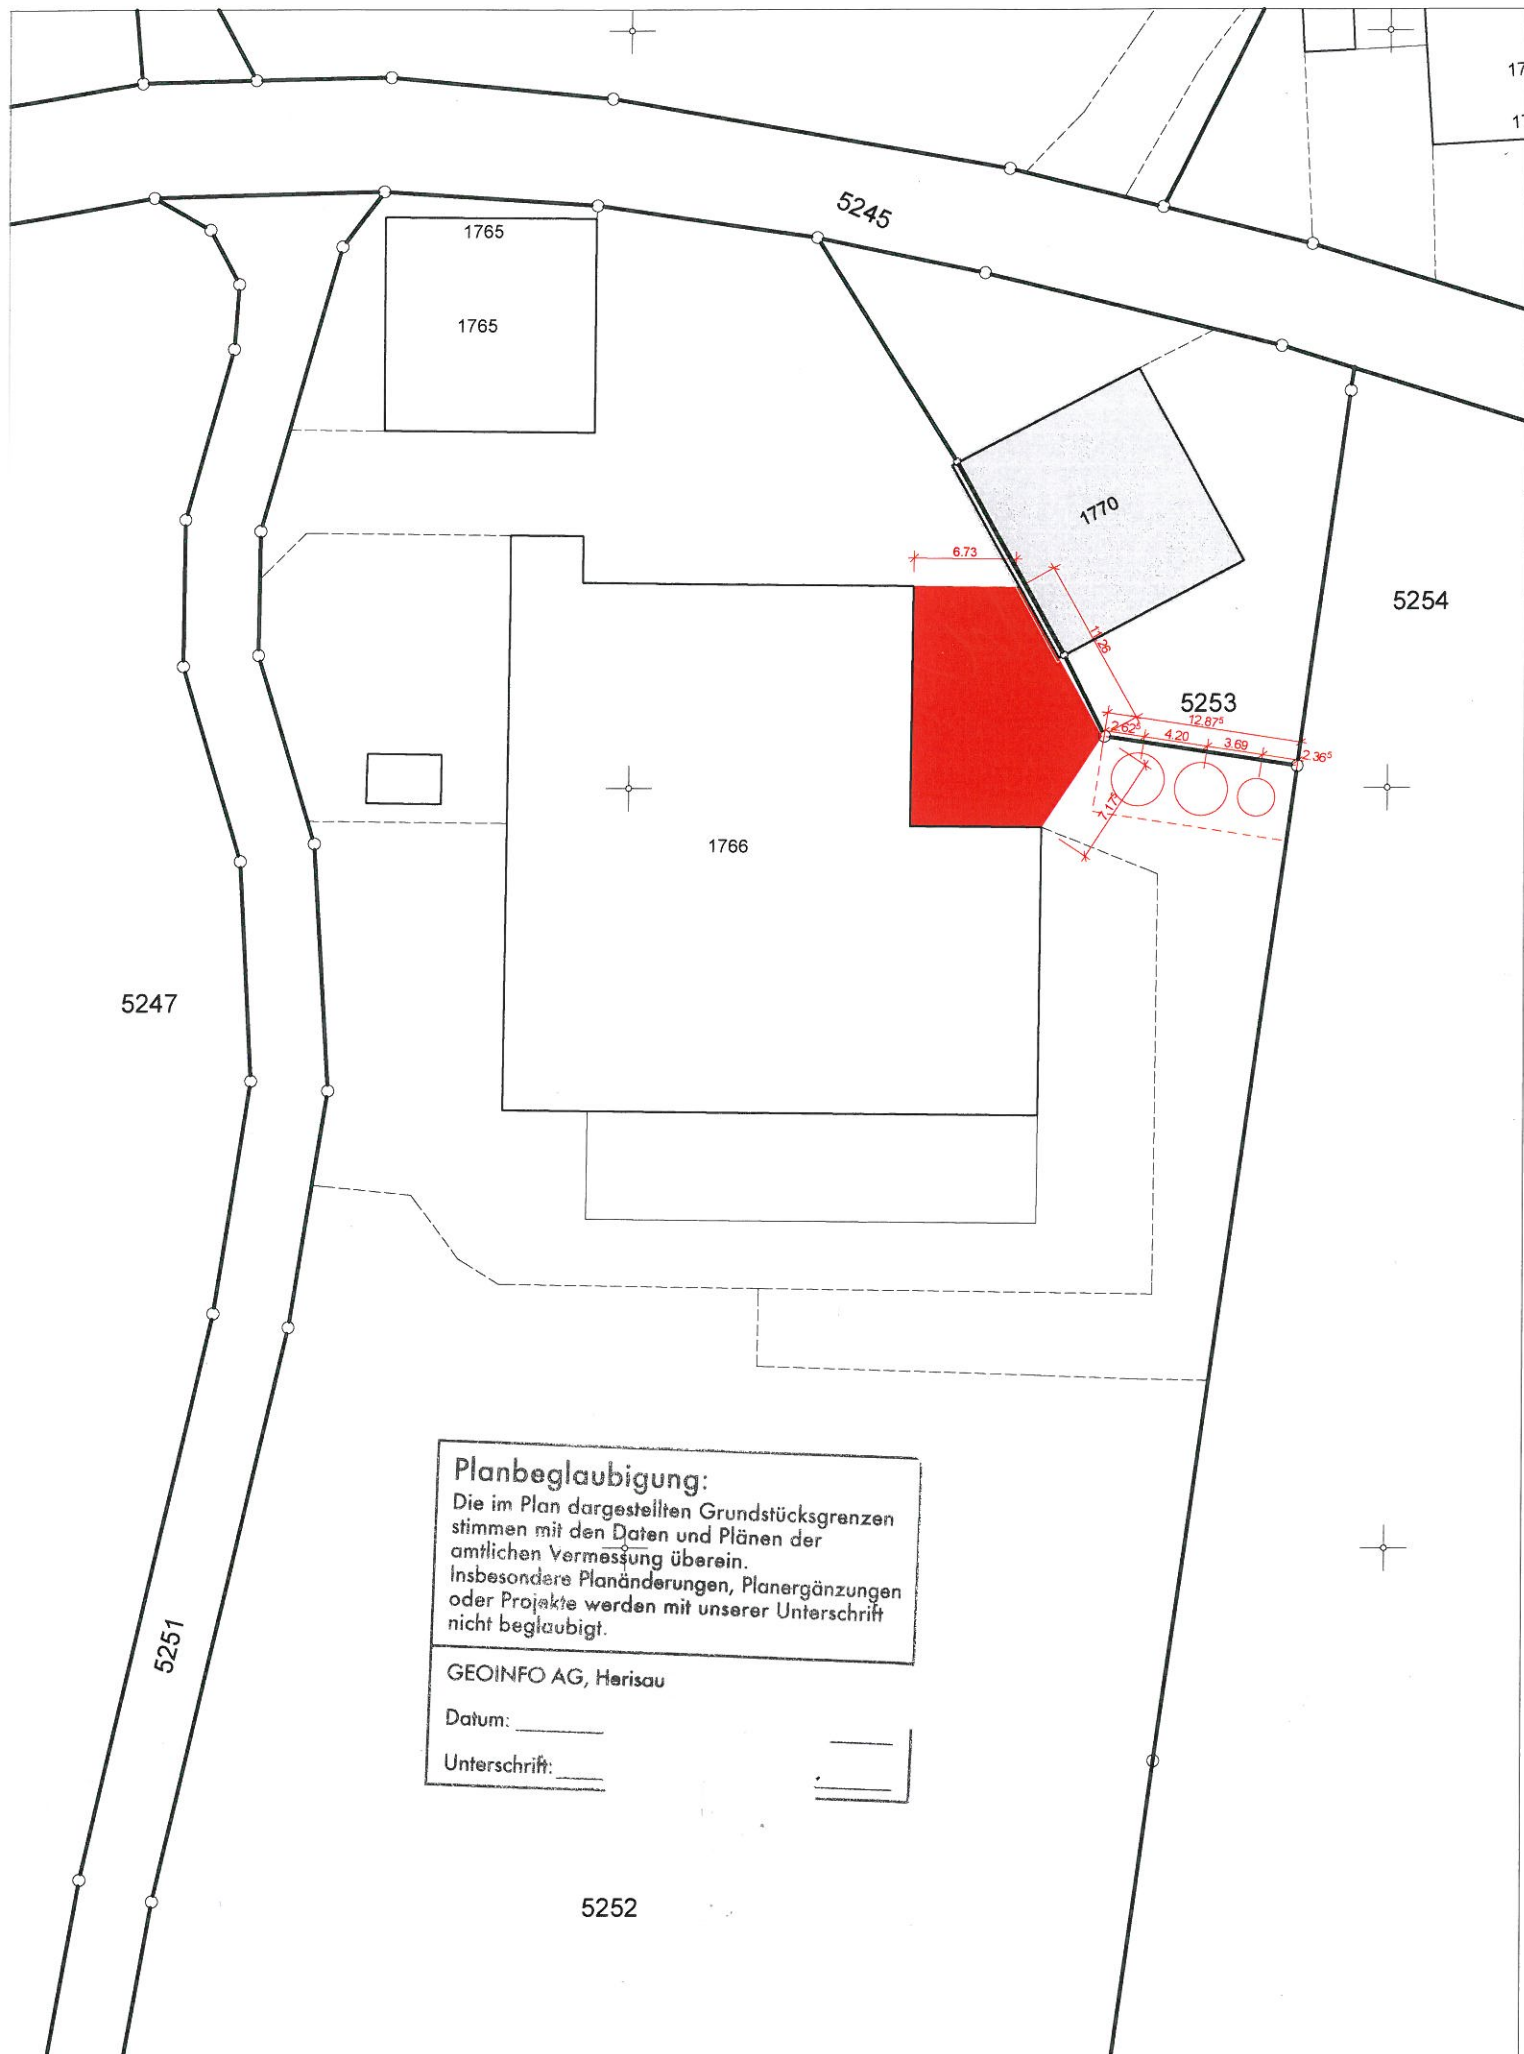 17
17
5245
1765
1765
1770
6.73
5254
11.26
5253
12.87⁵
2.62⁵
4.20
3.69
2.36⁵
7.17⁵
1766
5247
Planbeglaubigung:
Die im Plan dargestellten Grundstücksgrenzen
stimmen mit den Daten und Plänen der
amtlichen Vermessung überein.
Insbesondere Planänderungen, Planergänzungen
oder Projekte werden mit unserer Unterschrift
nicht beglaubigt.
GEOINFO AG, Herisau
Datum:
Unterschrift:
5251
5252